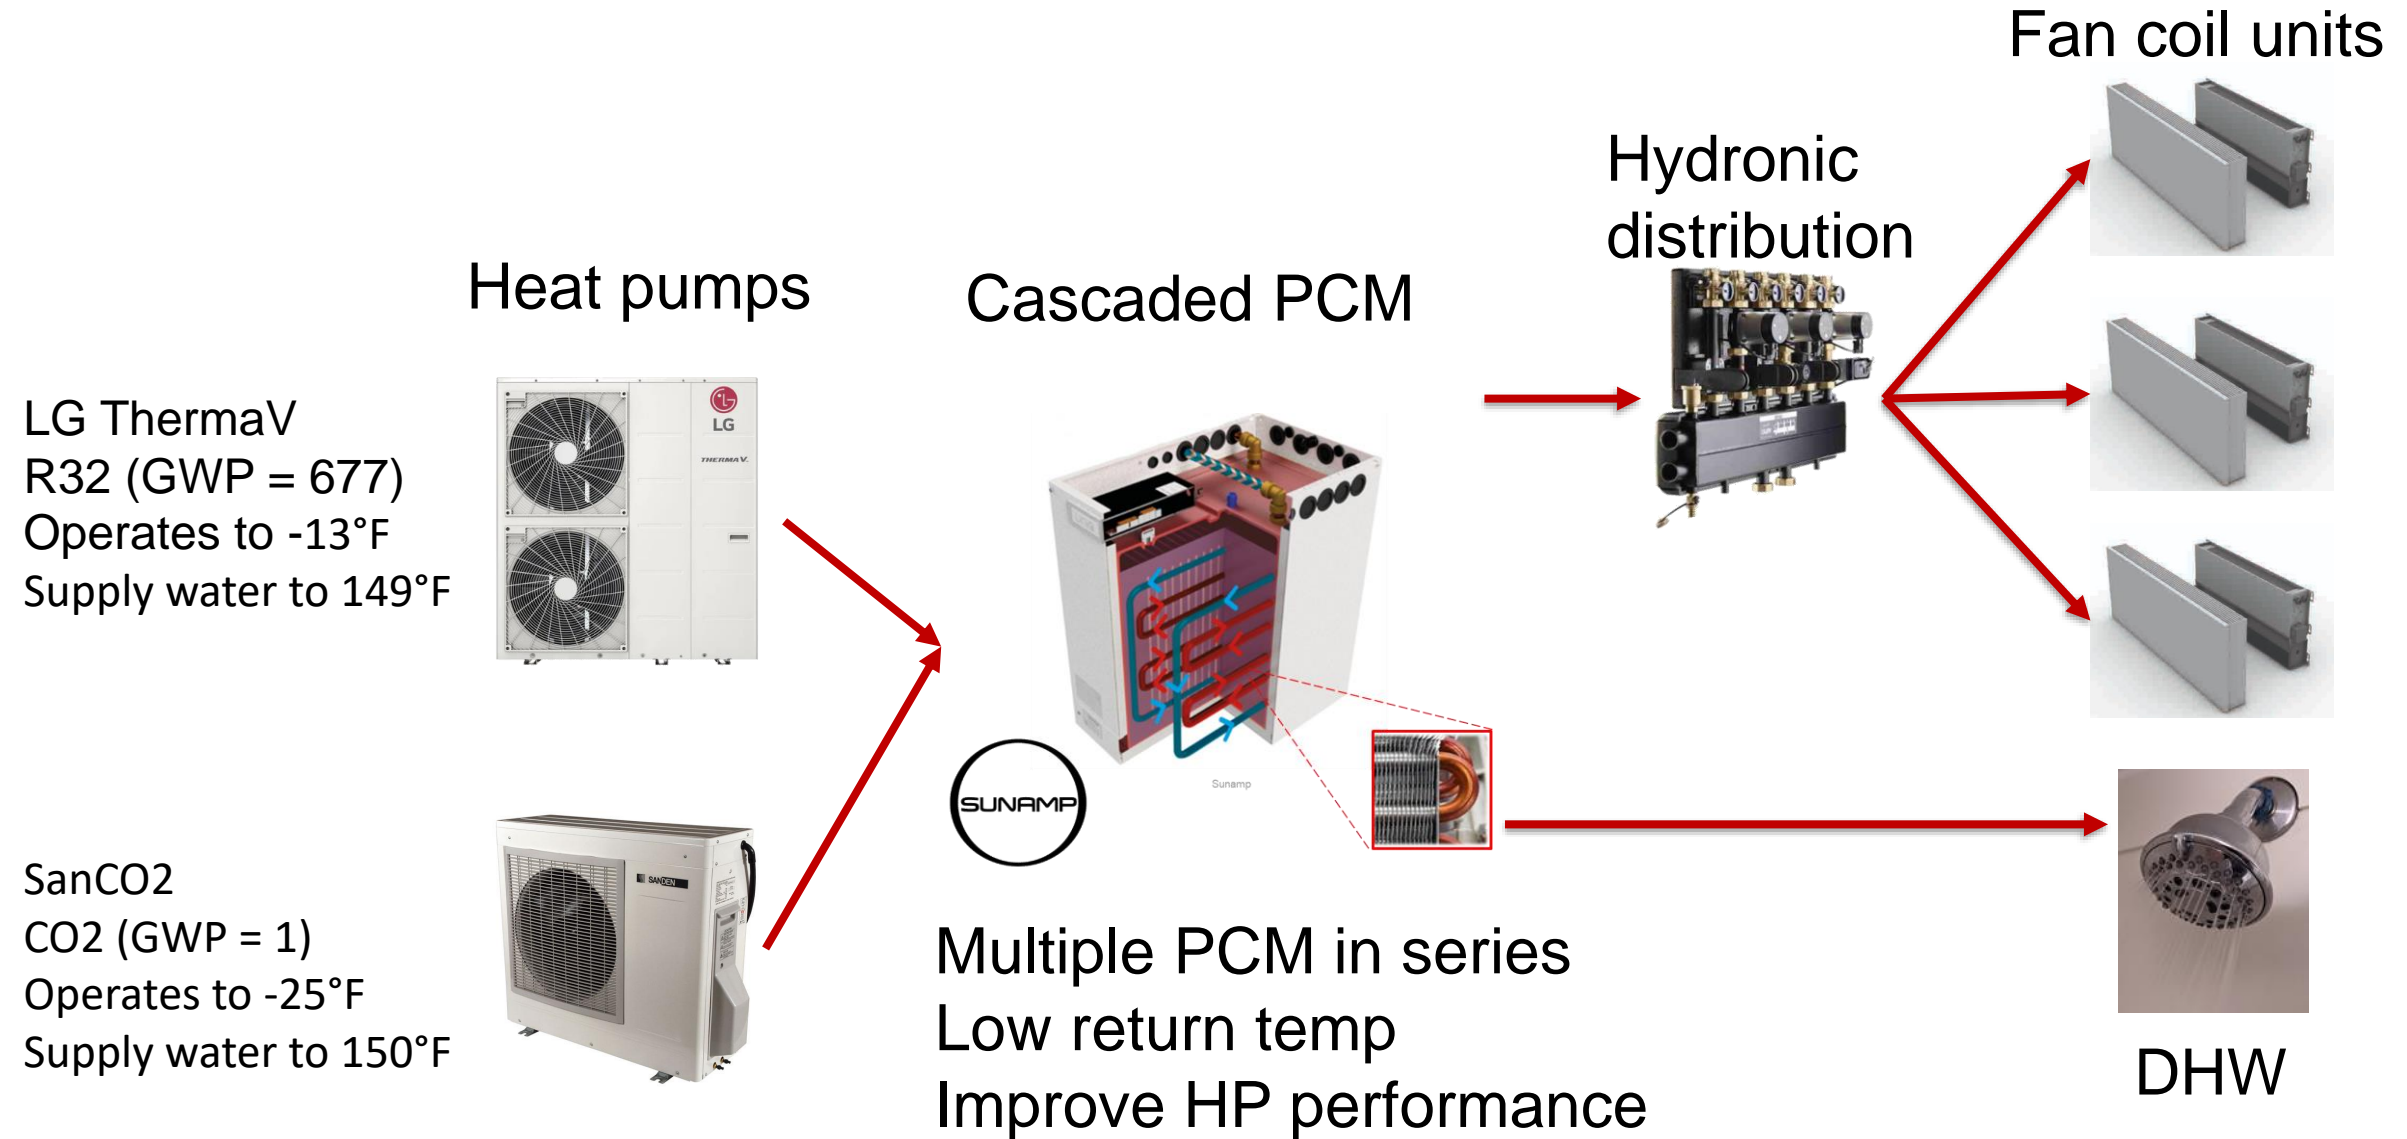 Fan coil units
Hydronic
distribution
Heat pumps
Cascaded PCM
LG ThermaV
R32 (GWP = 677)
Operates to -13°F
Supply water to 149°F
LG
THERMAV.
Sunamp
SUNAMP
SanCO2
CO2 (GWP = 1)
Operates to -25°F
Supply water to 150°F
SANDEN
Multiple PCM in series
Low return temp
Improve HP performance
DHW